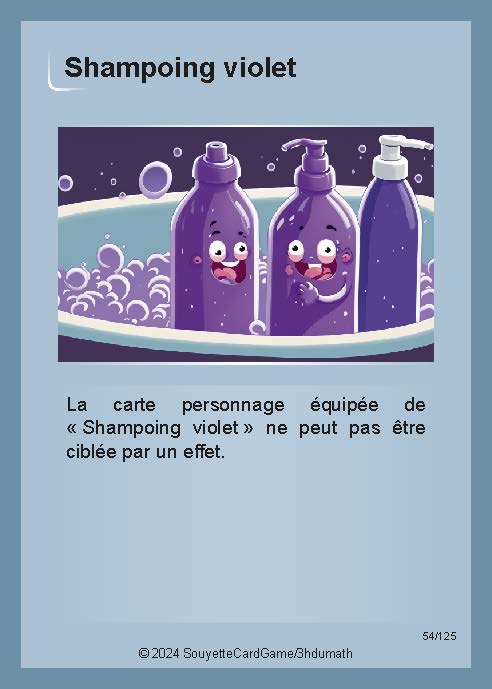 Shampoing violet
La carte personnage équipée de
« Shampoing violet » ne peut pas être
ciblée par un effet.
54/125
© 2024 SouyetteCardGame/3hdumath